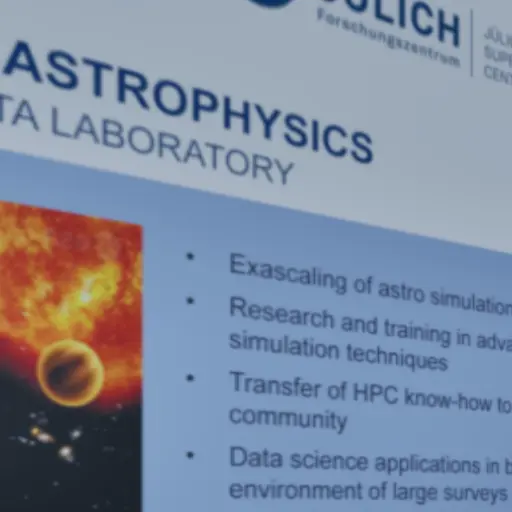 JÜLICH
Forschungszentrum
JÜLI
SUPE
CENT
ASTROPHYSICS
TA LABORATORY
• Exascaling of astro simulation
• Research and training in adva
simulation techniques
• Transfer of HPC know-how to
community
• Data science applications in b
environment of large surveys